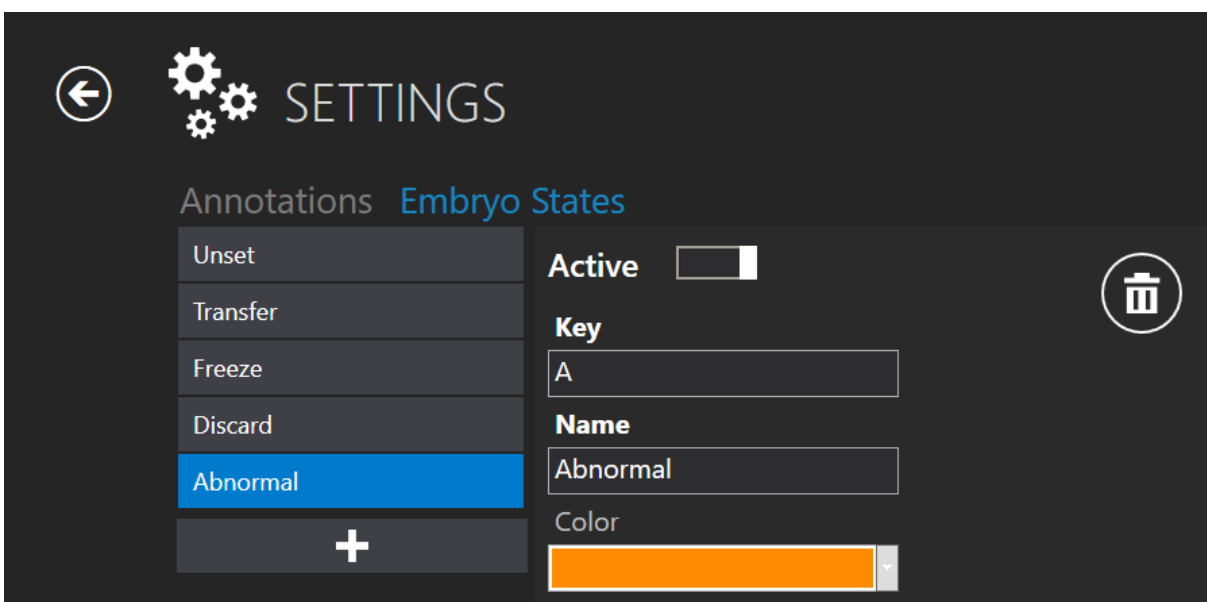 SETTINGS
Annotations Embryo States
Unset
Transfer
Freeze
Discard
Abnormal
Active
Key
A
Name
Abnormal
Color